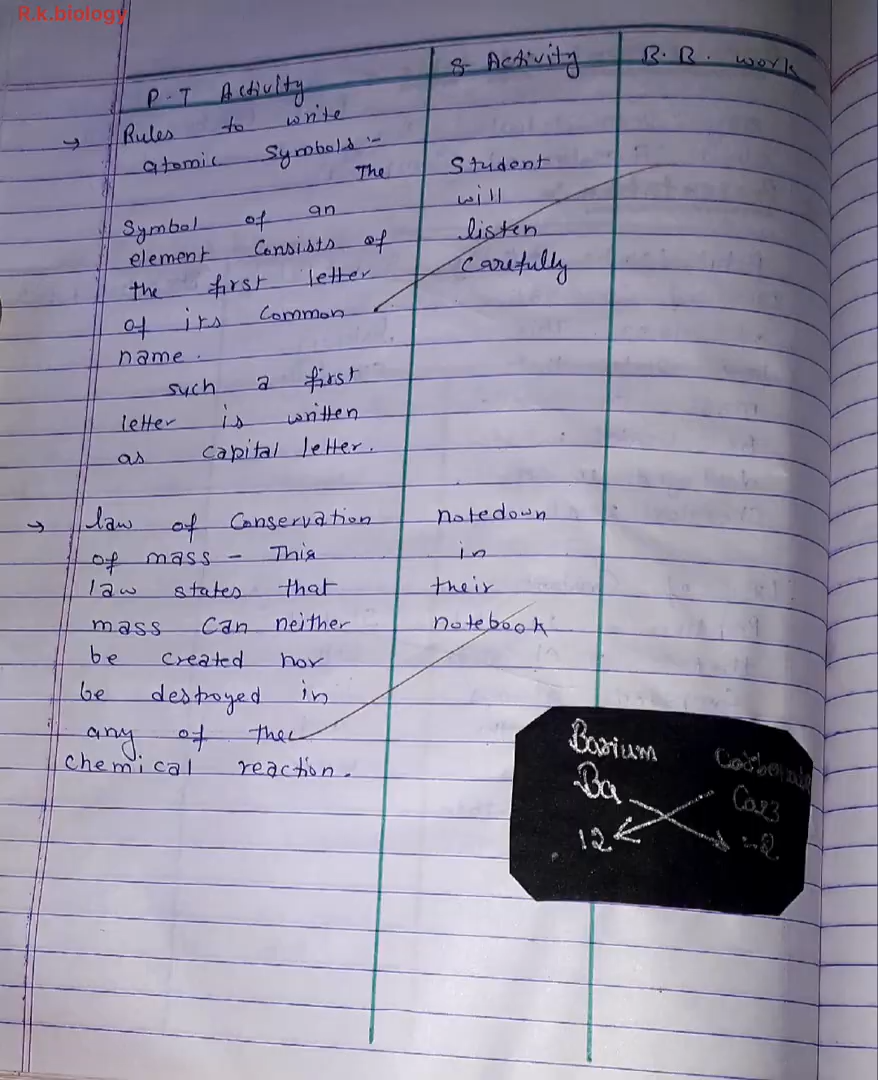 R.k.biology
P.T Activity
S Activity
B.B. work
→ Rules to write
atomic Symbols :-
The
Symbol of an
element Consists of
the first letter
of its Common
name.
such a first
letter is written
as capital letter.
Student
will
listen
Carefully
→ law of Conservation
of mass - This
law states that
mass Can neither
be created nor
be destroyed in
any of the
chemical reaction.
notedown
in
their
notebook
Barium
Ba
12